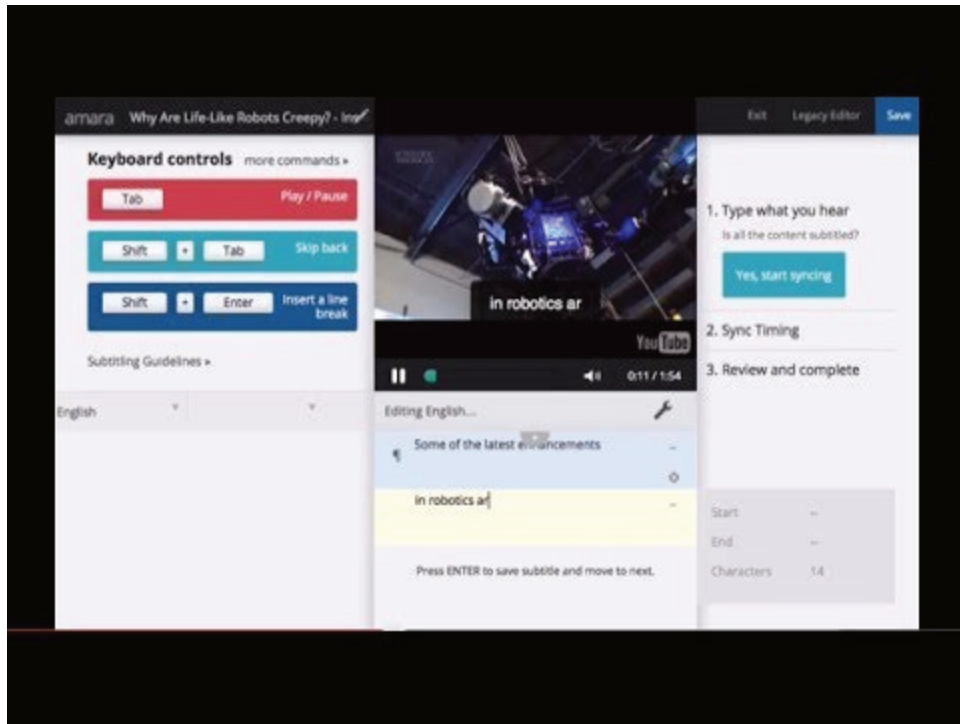 amara Why Are Life-Like Robots Creepy? - Ins
Exit Legacy Editor Save
Keyboard controls more commands »
Tab Play / Pause
Shift + Tab Skip back
Shift + Enter Insert a line
break
Subtitling Guidelines »
English
SCIENTIFIC
AMERICAN
in robotics ar
YouTube
0:11 / 1:54
Editing English...
¶ Some of the latest enhancements --
in robotics ar --
Press ENTER to save subtitle and move to next.
1. Type what you hear
Is all the content subtitled?
Yes, start syncing
2. Sync Timing
3. Review and complete
Start --
End --
Characters 14